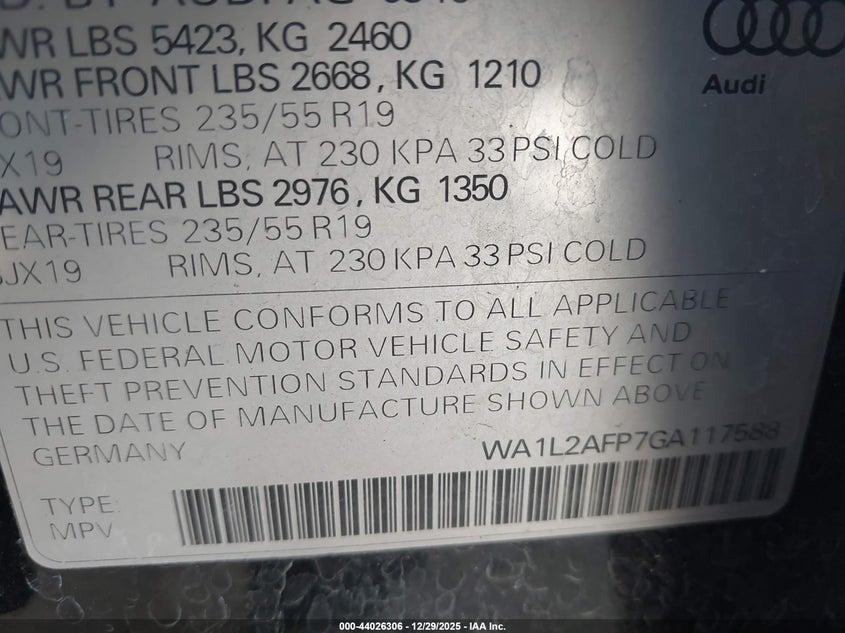 WR LBS 5423, KG 2460
WR FRONT LBS 2668, KG 1210
ONT-TIRES 235/55 R19
X19 RIMS, AT 230 KPA 33 PSI COLD
AWR REAR LBS 2976, KG 1350
EAR-TIRES 235/55 R19
JX19 RIMS, AT 230 KPA 33 PSI COLD
Audi
THIS VEHICLE CONFORMS TO ALL APPLICABLE
U.S. FEDERAL MOTOR VEHICLE SAFETY AND
THEFT PREVENTION STANDARDS IN EFFECT ON
THE DATE OF MANUFACTURE SHOWN ABOVE
GERMANY WA1L2AFP7GA117588
TYPE:
MPV
000-44026306 - 12/29/2025 - IAA Inc.